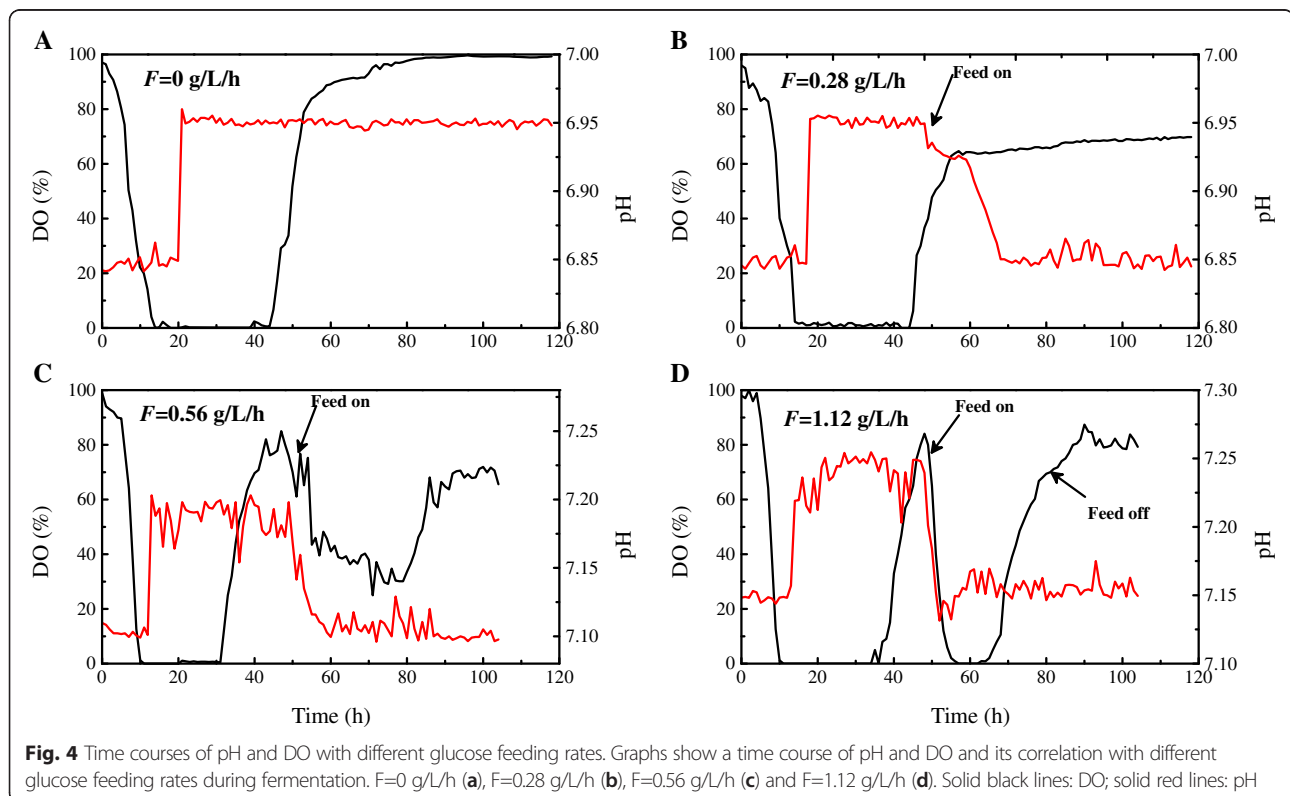 A
F=0 g/L/h
100
80
60
40
20
0
DO (%)
7.00
6.95
6.90
6.85
6.80
pH
0 20 40 60 80 100 120
B
F=0.28 g/L/h
Feed on
100
80
60
40
20
0
DO (%)
7.00
6.95
6.90
6.85
6.80
pH
0 20 40 60 80 100 120
C
F=0.56 g/L/h
Feed on
100
80
60
40
20
0
DO (%)
7.25
7.20
7.15
7.10
pH
0 20 40 60 80 100 120
Time (h)
D
F=1.12 g/L/h
Feed on
Feed off
100
80
60
40
20
0
DO (%)
7.30
7.25
7.20
7.15
7.10
pH
0 20 40 60 80 100 120
Time (h)
Fig. 4 Time courses of pH and DO with different glucose feeding rates. Graphs show a time course of pH and DO and its correlation with different
glucose feeding rates during fermentation. F=0 g/L/h (a), F=0.28 g/L/h (b), F=0.56 g/L/h (c) and F=1.12 g/L/h (d). Solid black lines: DO; solid red lines: pH